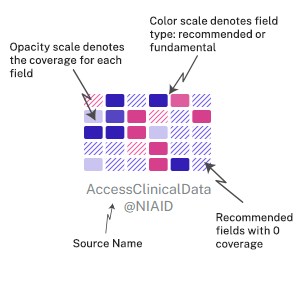 Color scale denotes field
type: recommended or
fundamental
Opacity scale denotes
the coverage for each
field
AccessClinicalData
@NIAID
Recommended
fields with 0
coverage
Source Name